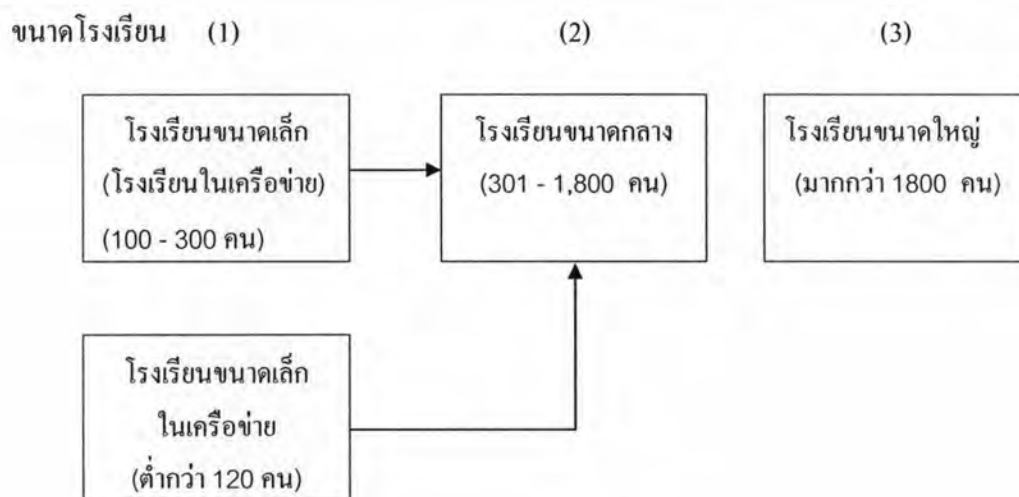 ขนาดโรงเรียน (1) (2) (3)
โรงเรียนขนาดเล็ก
(โรงเรียนในเครือข่าย)
(100 - 300 คน)
โรงเรียนขนาดกลาง
(301 - 1,800 คน)
โรงเรียนขนาดใหญ่
(มากกว่า 1800 คน)
โรงเรียนขนาดเล็ก
ในเครือข่าย
(ต่ำกว่า 120 คน)